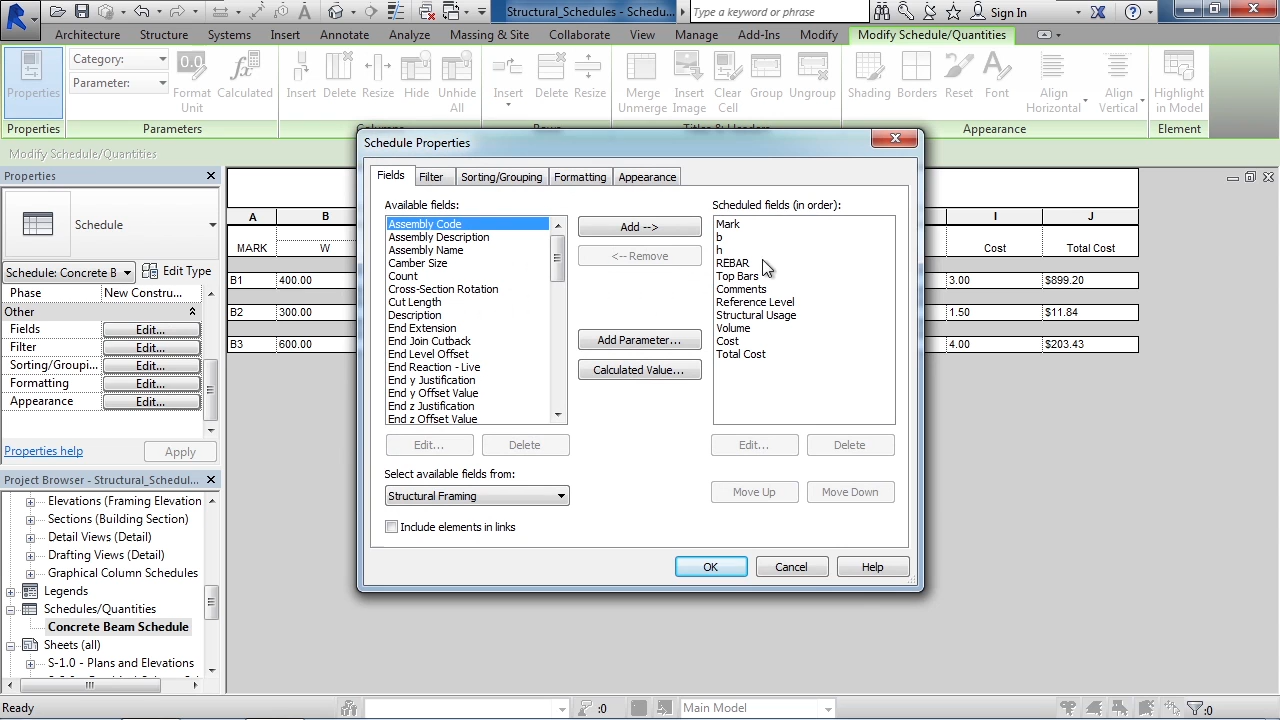 Structural_Schedules - Schedu...
Type a keyword or phrase
Sign In
Architecture
Structure
Systems
Insert
Annotate
Analyze
Massing & Site
Collaborate
View
Manage
Add-Ins
Modify
Modify Schedule/Quantities
Properties
Category:
Parameter:
Format Unit
Calculated
Insert
Delete
Resize
Hide
Unhide All
Insert
Delete
Resize
Merge Unmerge
Insert Image
Clear Cell
Group
Ungroup
Shading
Borders
Reset
Font
Align Horizontal
Align Vertical
Highlight in Model
Properties
Parameters
Appearance
Element
Modify Schedule/Quantities
Properties
Schedule
Schedule: Concrete B
Edit Type
Phase New Constru...
Other
Fields Edit...
Filter Edit...
Sorting/Groupi... Edit...
Formatting Edit...
Appearance Edit...
Properties help
Apply
Project Browser - Structural_Schedul...
Elevations (Framing Elevation
Sections (Building Section)
Detail Views (Detail)
Drafting Views (Detail)
Graphical Column Schedules
Legends
Schedules/Quantities
Concrete Beam Schedule
Sheets (all)
S-1.0 - Plans and Elevations
A B I J
MARK W Cost Total Cost
B1 400.00 3.00 $899.20
B2 300.00 1.50 $11.84
B3 600.00 4.00 $203.43
Schedule Properties
Fields
Filter
Sorting/Grouping
Formatting
Appearance
Available fields:
Assembly Code
Assembly Description
Assembly Name
Camber Size
Count
Cross-Section Rotation
Cut Length
Description
End Extension
End Join Cutback
End Level Offset
End Reaction - Live
End y Justification
End y Offset Value
End z Justification
End z Offset Value
Add -->
<-- Remove
Add Parameter...
Calculated Value...
Scheduled fields (in order):
Mark
b
h
REBAR
Top Bars
Comments
Reference Level
Structural Usage
Volume
Cost
Total Cost
Edit...
Delete
Edit...
Delete
Select available fields from:
Structural Framing
Move Up
Move Down
Include elements in links
OK
Cancel
Help
Ready
:0
Main Model
:0